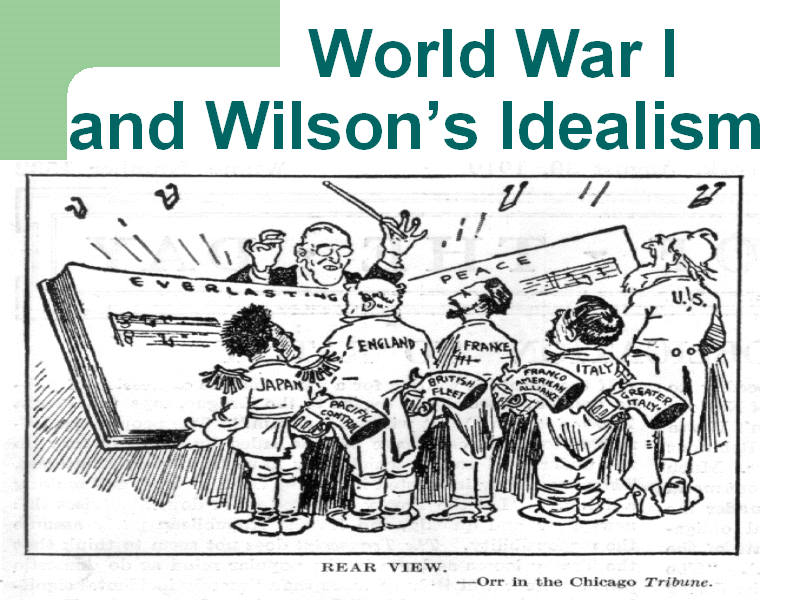 World War I
and Wilson's Idealism
EVERLASTING PEACE
JAPAN
ENGLAND
FRANCE
ITALY
U.S.
PACIFIC
CONTROL
BRITISH
FLEET
FRANCO
AMERICAN
ALLIANCE
GREATER
ITALY.
REAR VIEW.
—Orr in the Chicago Tribune.